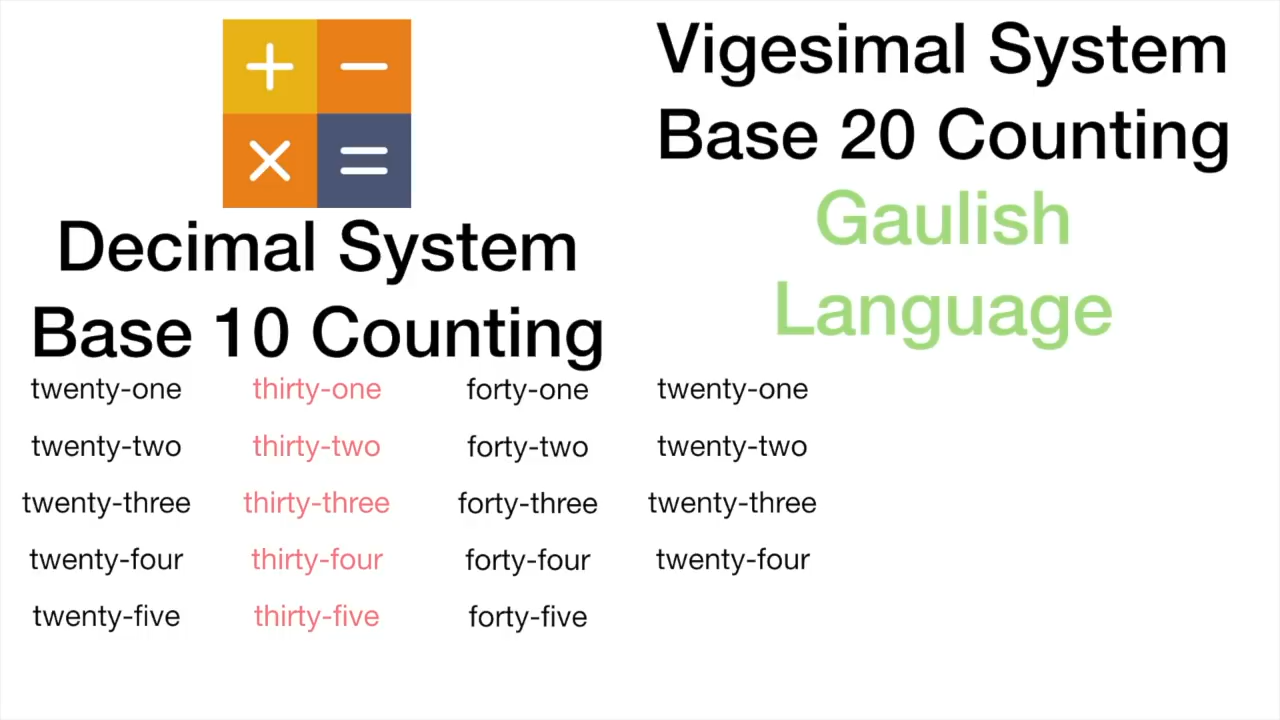 Decimal System
Base 10 Counting
twenty-one thirty-one forty-one
twenty-two thirty-two forty-two
twenty-three thirty-three forty-three
twenty-four thirty-four forty-four
twenty-five thirty-five forty-five
Vigesimal System
Base 20 Counting
Gaulish
Language
twenty-one
twenty-two
twenty-three
twenty-four